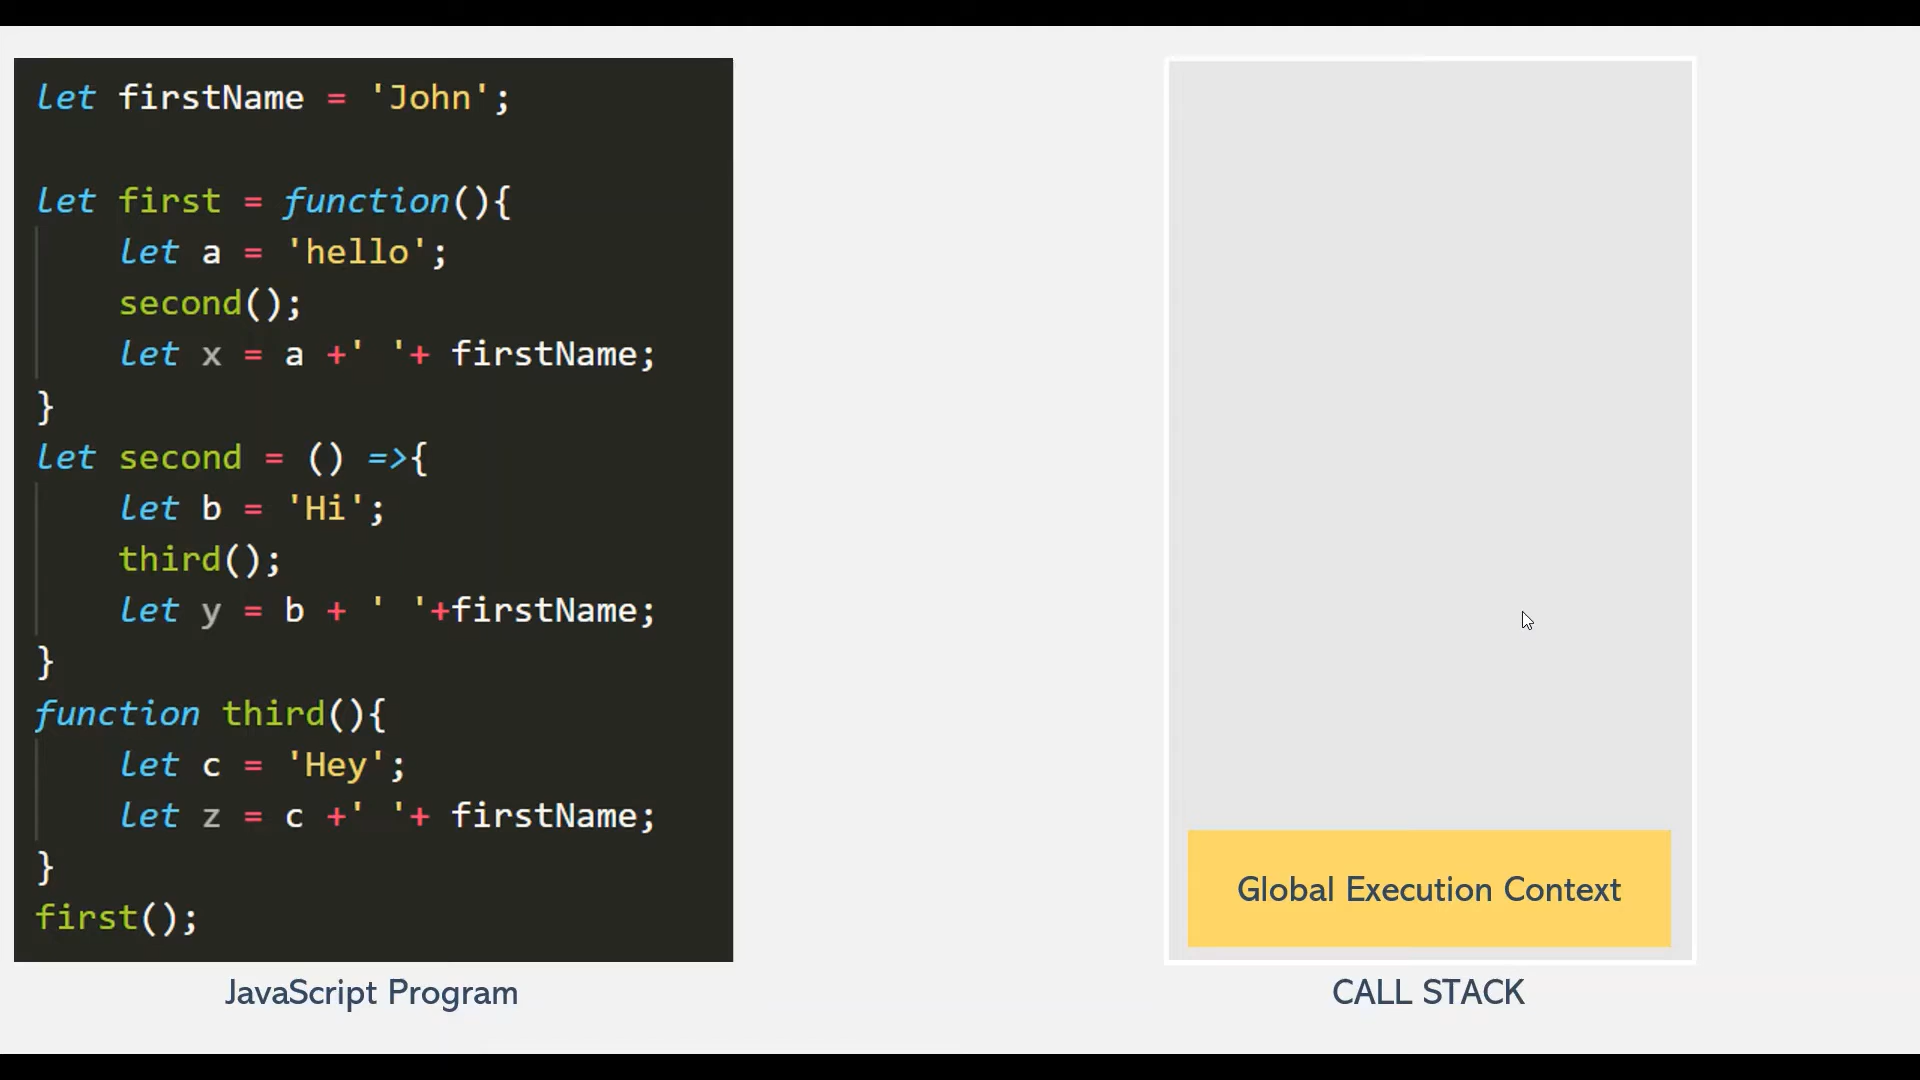 let firstName = 'John';
let first = function(){
    let a = 'hello';
    second();
    let x = a +' '+ firstName;
}
let second = () =>{
    let b = 'Hi';
    third();
    let y = b + ' '+firstName;
}
function third(){
    let c = 'Hey';
    let z = c +' '+ firstName;
}
first();
JavaScript Program
Global Execution Context
CALL STACK